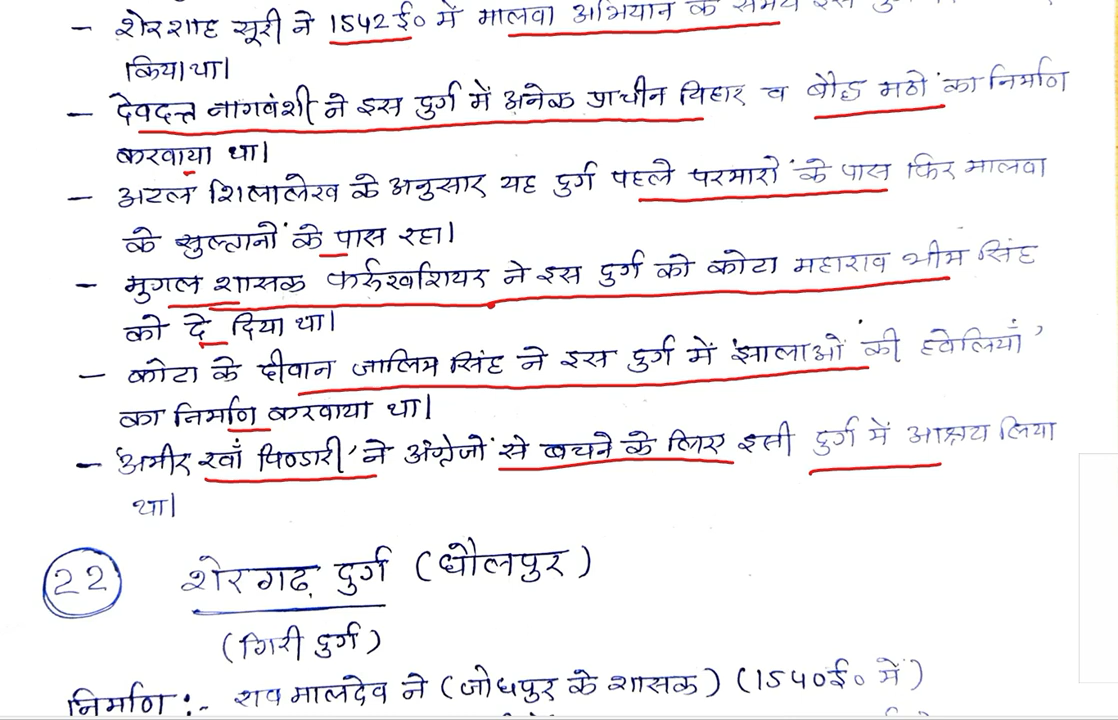 - शेरशाह सूरी ने 1542 ई० में मालवा अभियान के समय इस
किया था।
- देवदत्त नागवंशी ने इस दुर्ग में अनेक प्राचीन विहार व बौद्ध मठों का निर्माण
करवाया था।
- अटल शिलालेख के अनुसार यह दुर्ग पहले परमारों के पास फिर मालवा
के सुल्तानों के पास रहा।
- मुगल शासक फर्रुखशियर ने इस दुर्ग को कोटा महाराव भीम सिंह
को दे दिया था।
- कोटा के दीवान जालिम सिंह ने इस दुर्ग में 'झालाओं की हवेलियाँ'
का निर्माण करवाया था।
- 'अमीर खाँ पिण्डारी' ने अंग्रेजों से बचने के लिए इसी दुर्ग में आश्रय लिया
था।
22 शेरगढ़ दुर्ग (धौलपुर)
(गिरी दुर्ग)
निर्माण :- राव मालदेव ने (जोधपुर के शासक) (1540 ई० में)